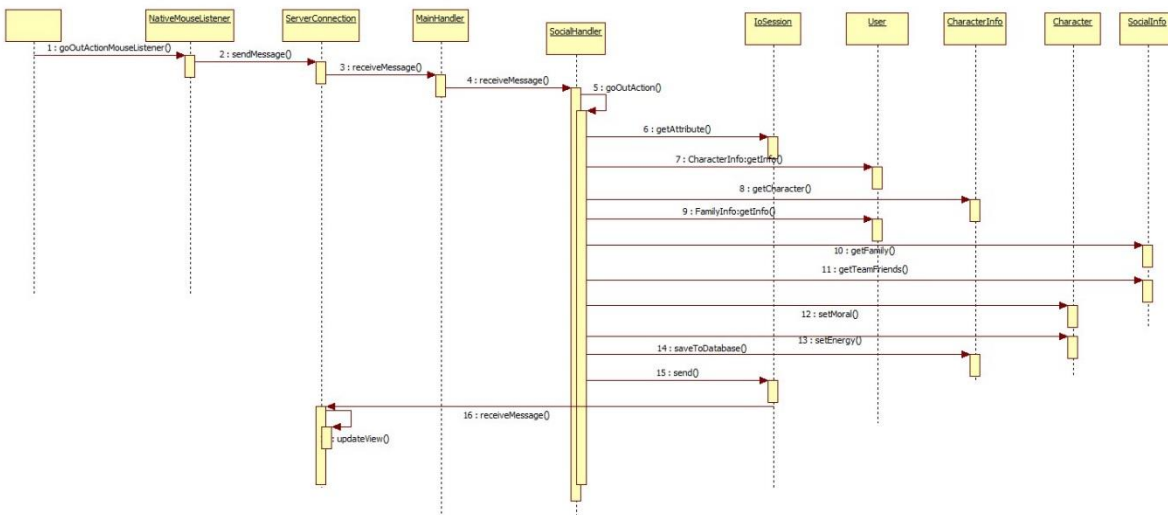 NativeMouseListener
ServerConnection
MainHandler
SocialHandler
IoSession
User
CharacterInfo
Character
SocialInfo
1 : goOutActionMouseListener()
2 : sendMessage()
3 : receiveMessage()
4 : receiveMessage()
5 : goOutAction()
6 : getAttribute()
7 : CharacterInfo:getInfo()
8 : getCharacter()
9 : FamilyInfo:getInfo()
10 : getFamily()
11 : getTeamFriends()
12 : setMoral()
13 : setEnergy()
14 : saveToDatabase()
15 : send()
16 : receiveMessage()
: updateView()